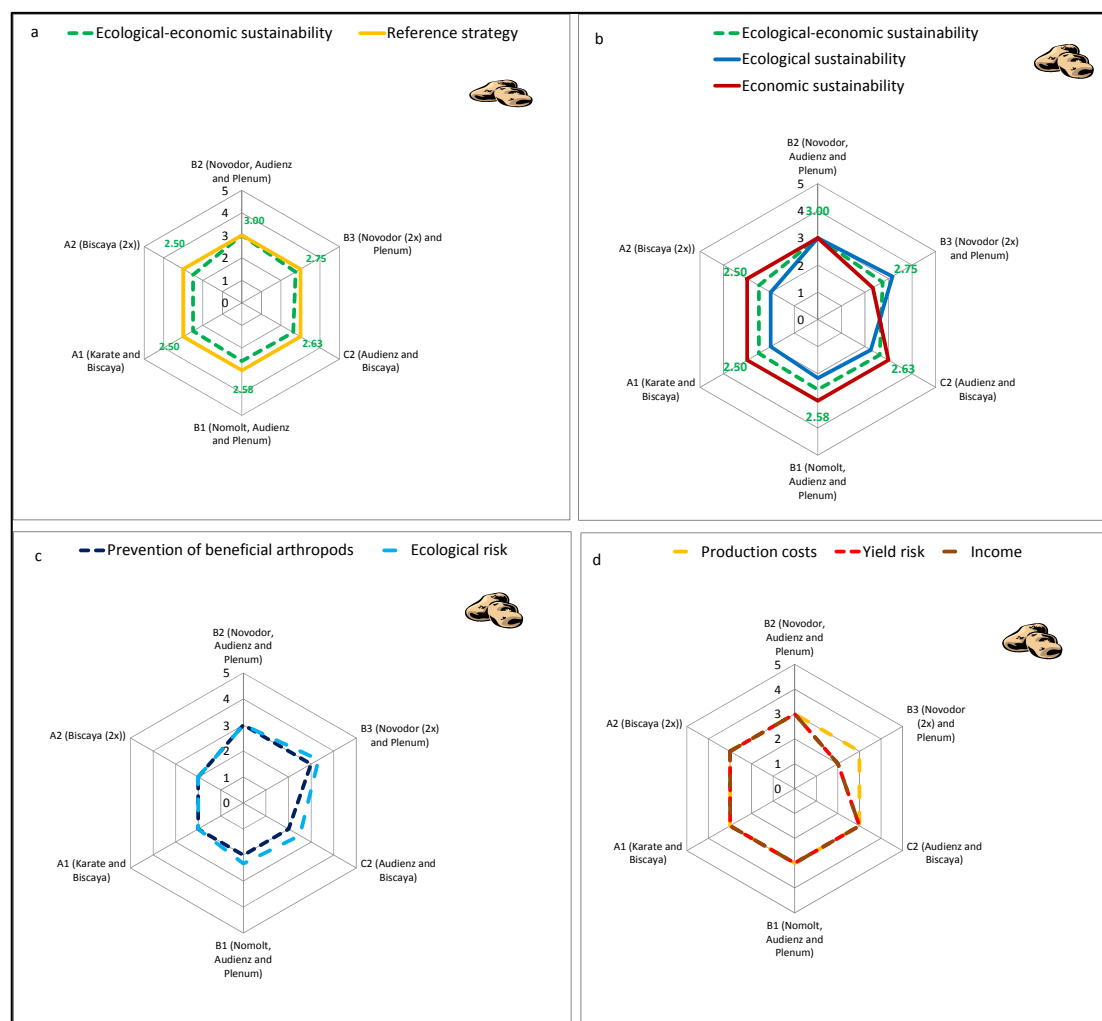 a
Ecological-economic sustainability
Reference strategy
B2 (Novodor, Audienz
and Plenum)
5
4
3
2
1
0
3.00
B3 (Novodor (2x) and
Plenum)
2.75
C2 (Audienz and
Biscaya)
2.63
B1 (Nomolt, Audienz
and Plenum)
2.58
A1 (Karate and
Biscaya)
2.50
A2 (Biscaya (2x))
2.50
b
Ecological-economic sustainability
Ecological sustainability
Economic sustainability
B2 (Novodor,
Audienz and
Plenum)
5
4
3
2
1
0
3.00
B3 (Novodor (2x)
and Plenum)
2.75
C2 (Audienz and
Biscaya)
2.63
B1 (Nomolt,
Audienz and
Plenum)
2.58
A1 (Karate and
Biscaya)
2.50
A2 (Biscaya (2x))
2.50
c
Prevention of beneficial arthropods
Ecological risk
B2 (Novodor,
Audienz and
Plenum)
5
4
3
2
1
0
B3 (Novodor (2x)
and Plenum)
C2 (Audienz and
Biscaya)
B1 (Nomolt,
Audienz and
Plenum)
A1 (Karate and
Biscaya)
A2 (Biscaya (2x))
d
Production costs
Yield risk
Income
B2 (Novodor,
Audienz and
Plenum)
5
4
3
2
1
0
B3 (Novodor
(2x) and
Plenum)
C2 (Audienz and
Biscaya)
B1 (Nomolt,
Audienz and
Plenum)
A1 (Karate and
Biscaya)
A2 (Biscaya (2x))